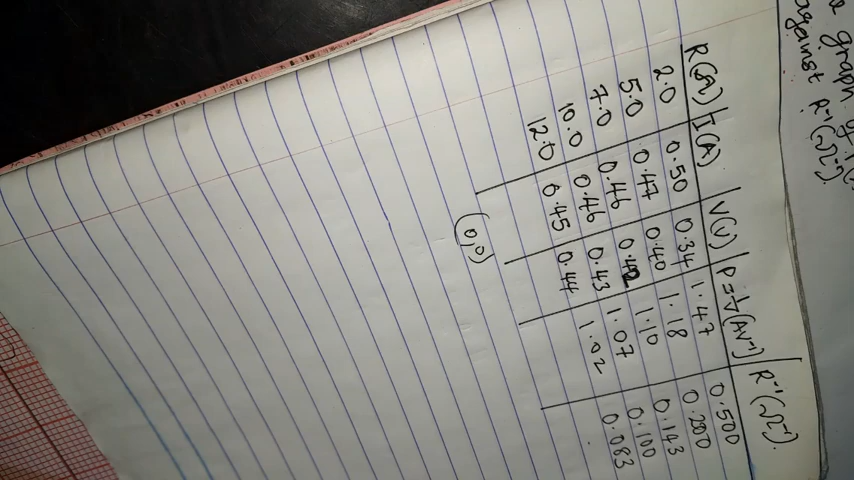 graph of
against R⁻¹(Ω⁻¹).
R(Ω) | I(A) | V(V) | P=I/V(AV⁻¹) | R⁻¹(Ω⁻¹).
2.0 0.50 0.34 1.47 0.500
5.0 0.47 0.40 1.18 0.200
7.0 0.46 0.42 1.10 0.143
10.0 0.46 0.43 1.07 0.100
12.0 0.45 0.44 1.02 0.083
(0,0)